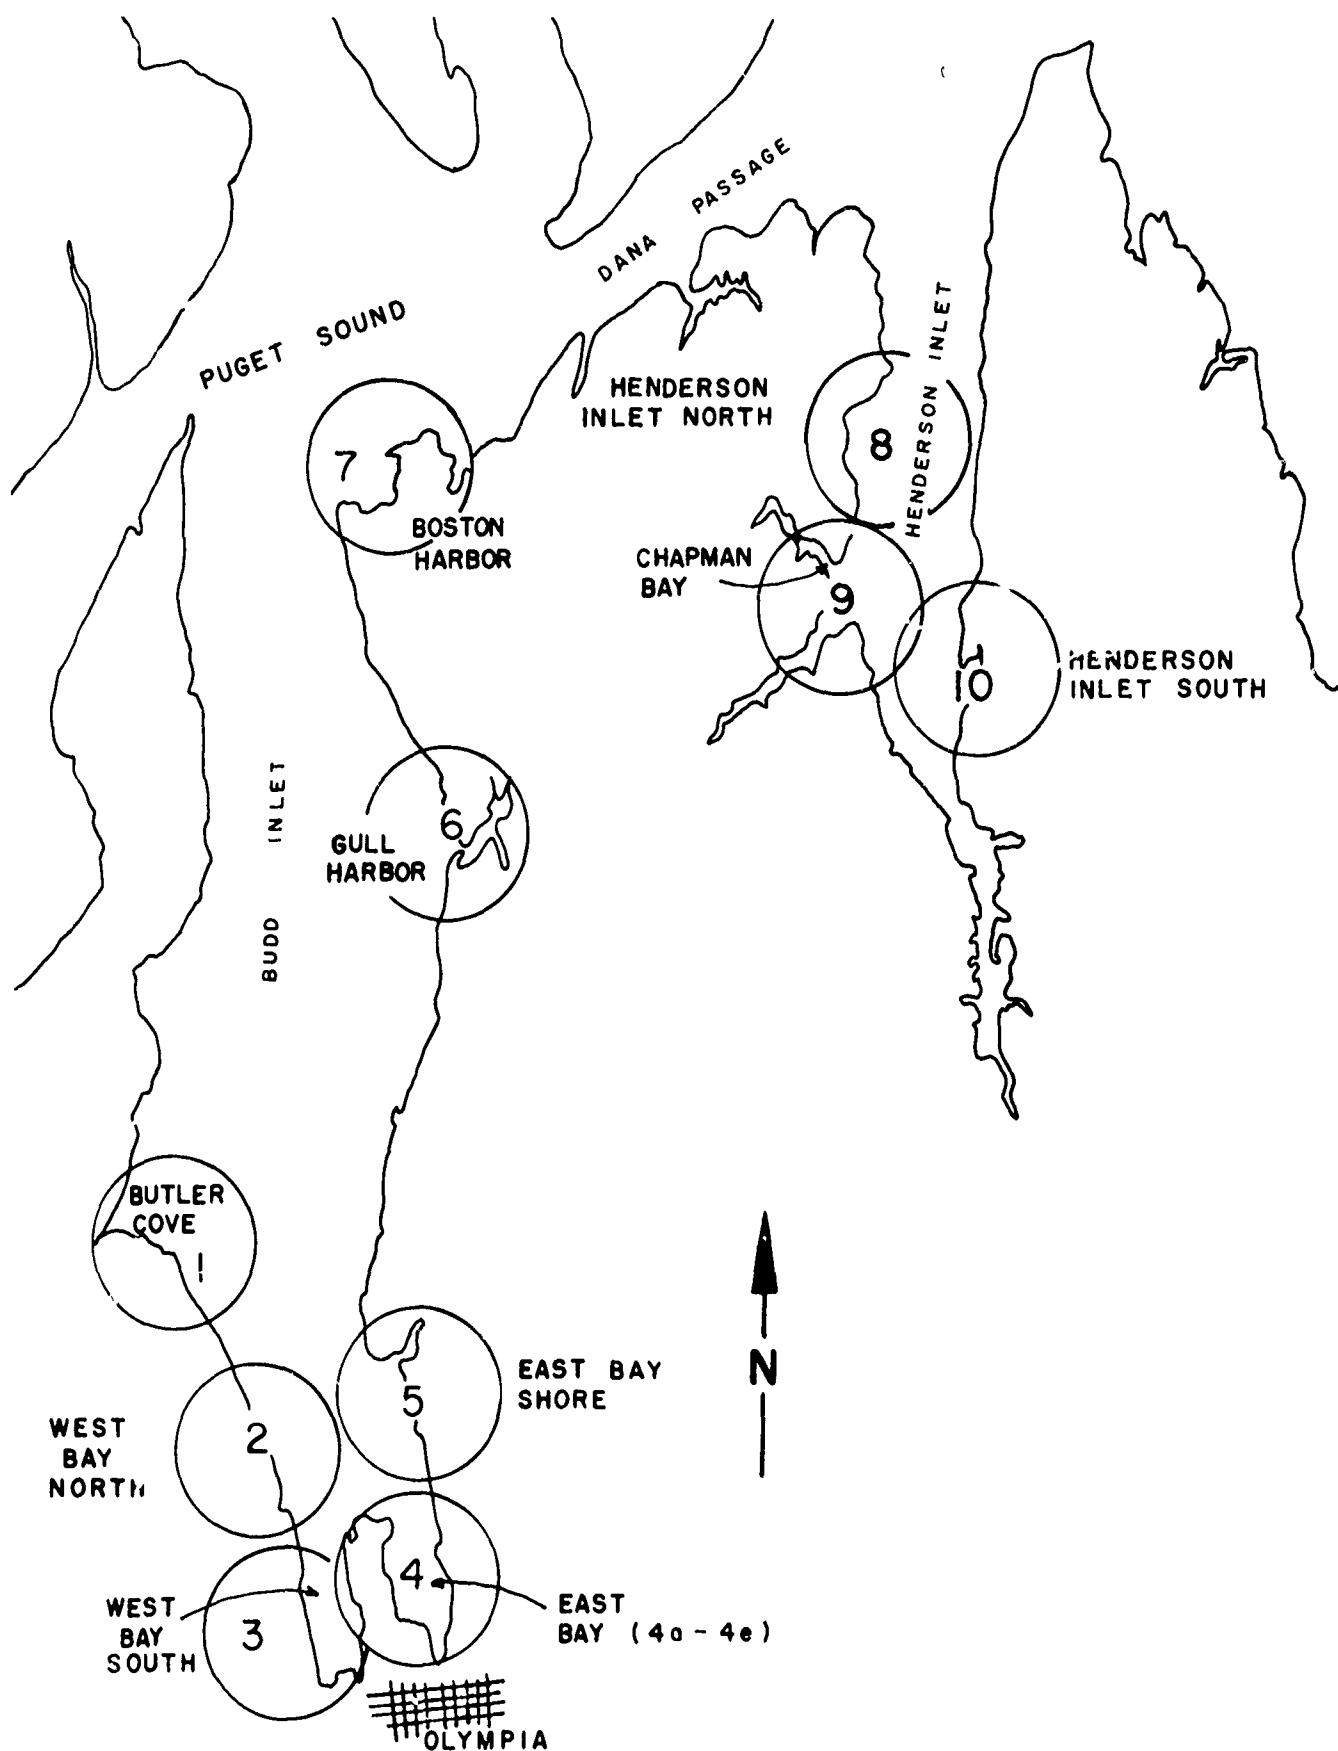 DANA PASSAGE
PUGET SOUND
HENDERSON INLET
HENDERSON
INLET NORTH
8
HENDERSON INLET
7
BOSTON
HARBOR
CHAPMAN
BAY
9
10
HENDERSON
INLET SOUTH
BUDD INLET
6
GULL
HARBOR
BUTLER
COVE
1
N
5
EAST BAY
SHORE
2
WEST
BAY
NORTH
4
EAST
BAY (4a - 4e)
WEST
BAY
SOUTH
3
OLYMPIA